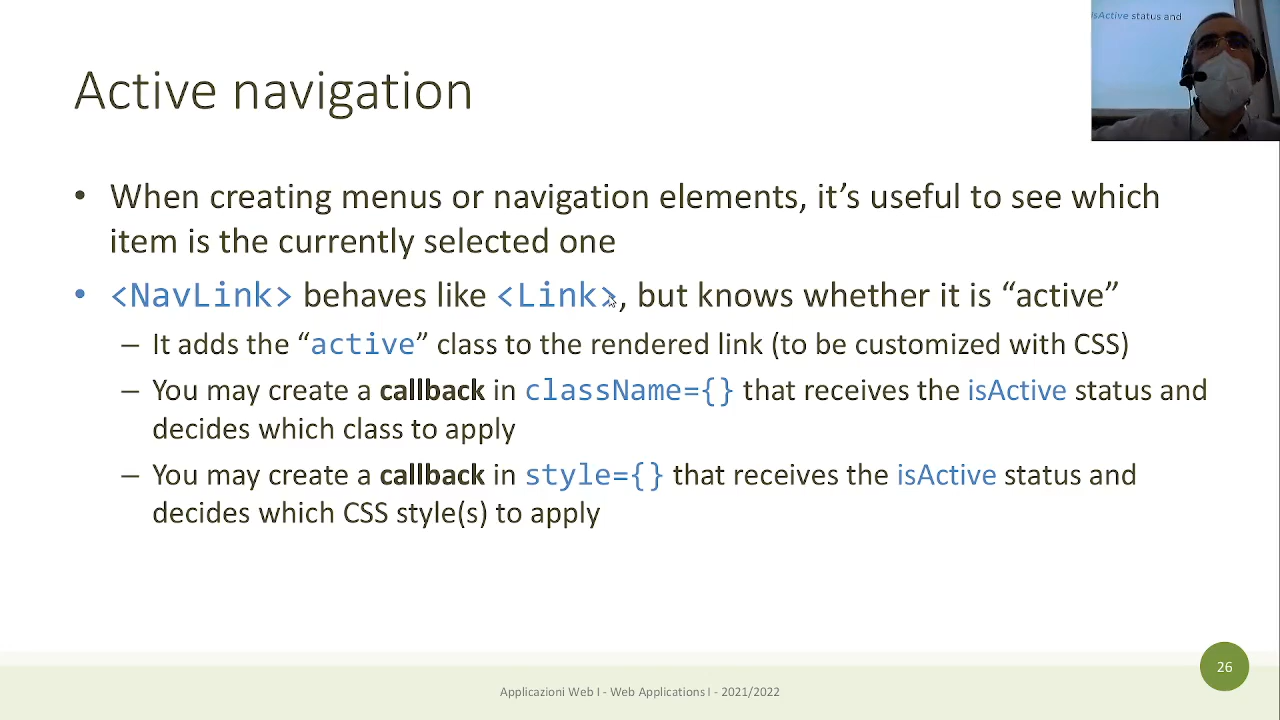 isActive status and
Active navigation
• When creating menus or navigation elements, it’s useful to see which
item is the currently selected one
• <NavLink> behaves like <Link>, but knows whether it is “active”
– It adds the “active” class to the rendered link (to be customized with CSS)
– You may create a callback in className={} that receives the isActive status and
decides which class to apply
– You may create a callback in style={} that receives the isActive status and
decides which CSS style(s) to apply
Applicazioni Web I - Web Applications I - 2021/2022
26